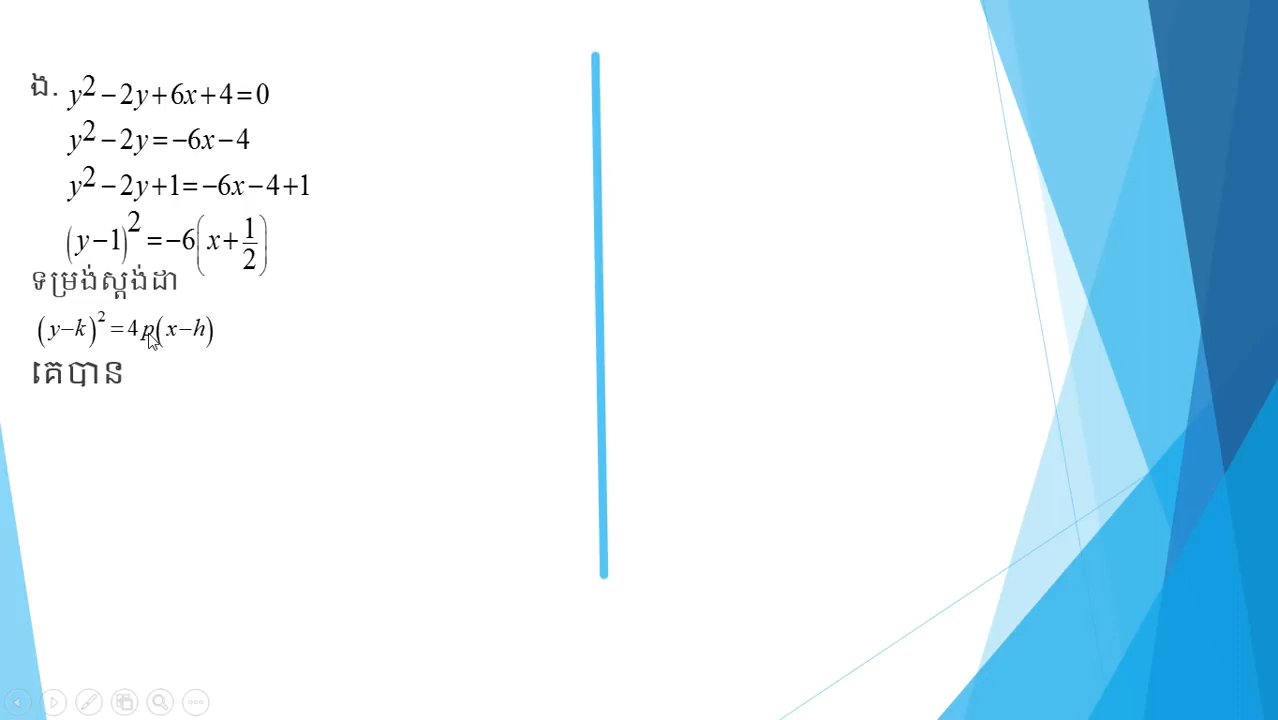 ង. y² − 2y + 6x + 4 = 0
y² − 2y = −6x − 4
y² − 2y + 1 = −6x − 4 + 1
(y − 1)² = −6(x + 1/2)
ទម្រង់ស្តង់ដា
(y − k)² = 4p(x − h)
គេបាន